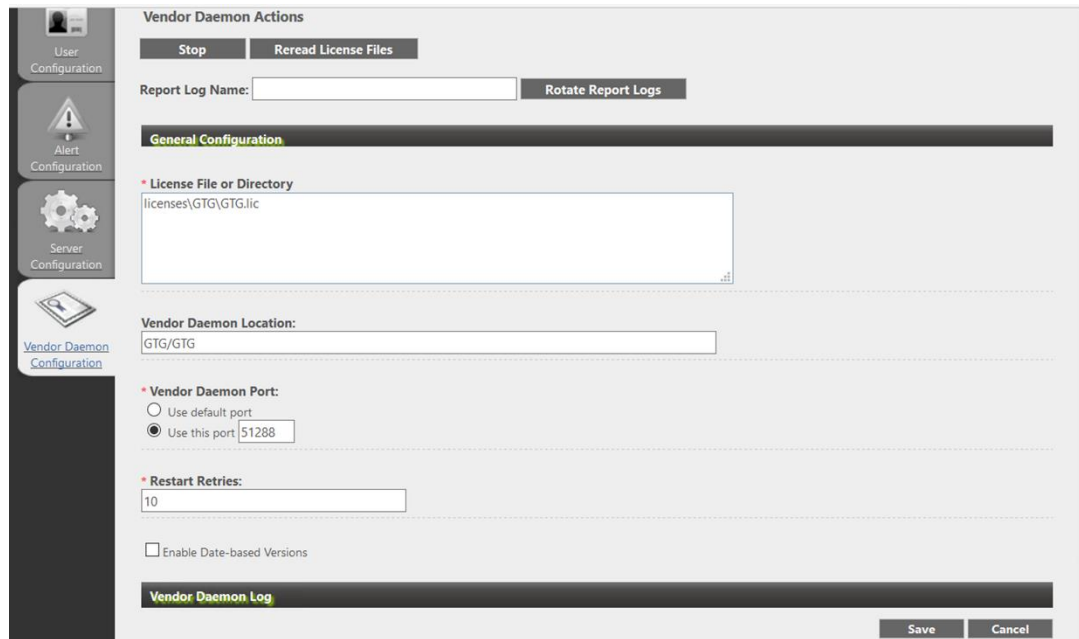 User
Configuration
Alert
Configuration
Server
Configuration
Vendor Daemon
Configuration
Vendor Daemon Actions
Stop Reread License Files
Report Log Name: Rotate Report Logs
General Configuration
* License File or Directory
licenses\GTG\GTG.lic
Vendor Daemon Location:
GTG/GTG
* Vendor Daemon Port:
Use default port
Use this port 51288
* Restart Retries:
10
Enable Date-based Versions
Vendor Daemon Log
Save Cancel